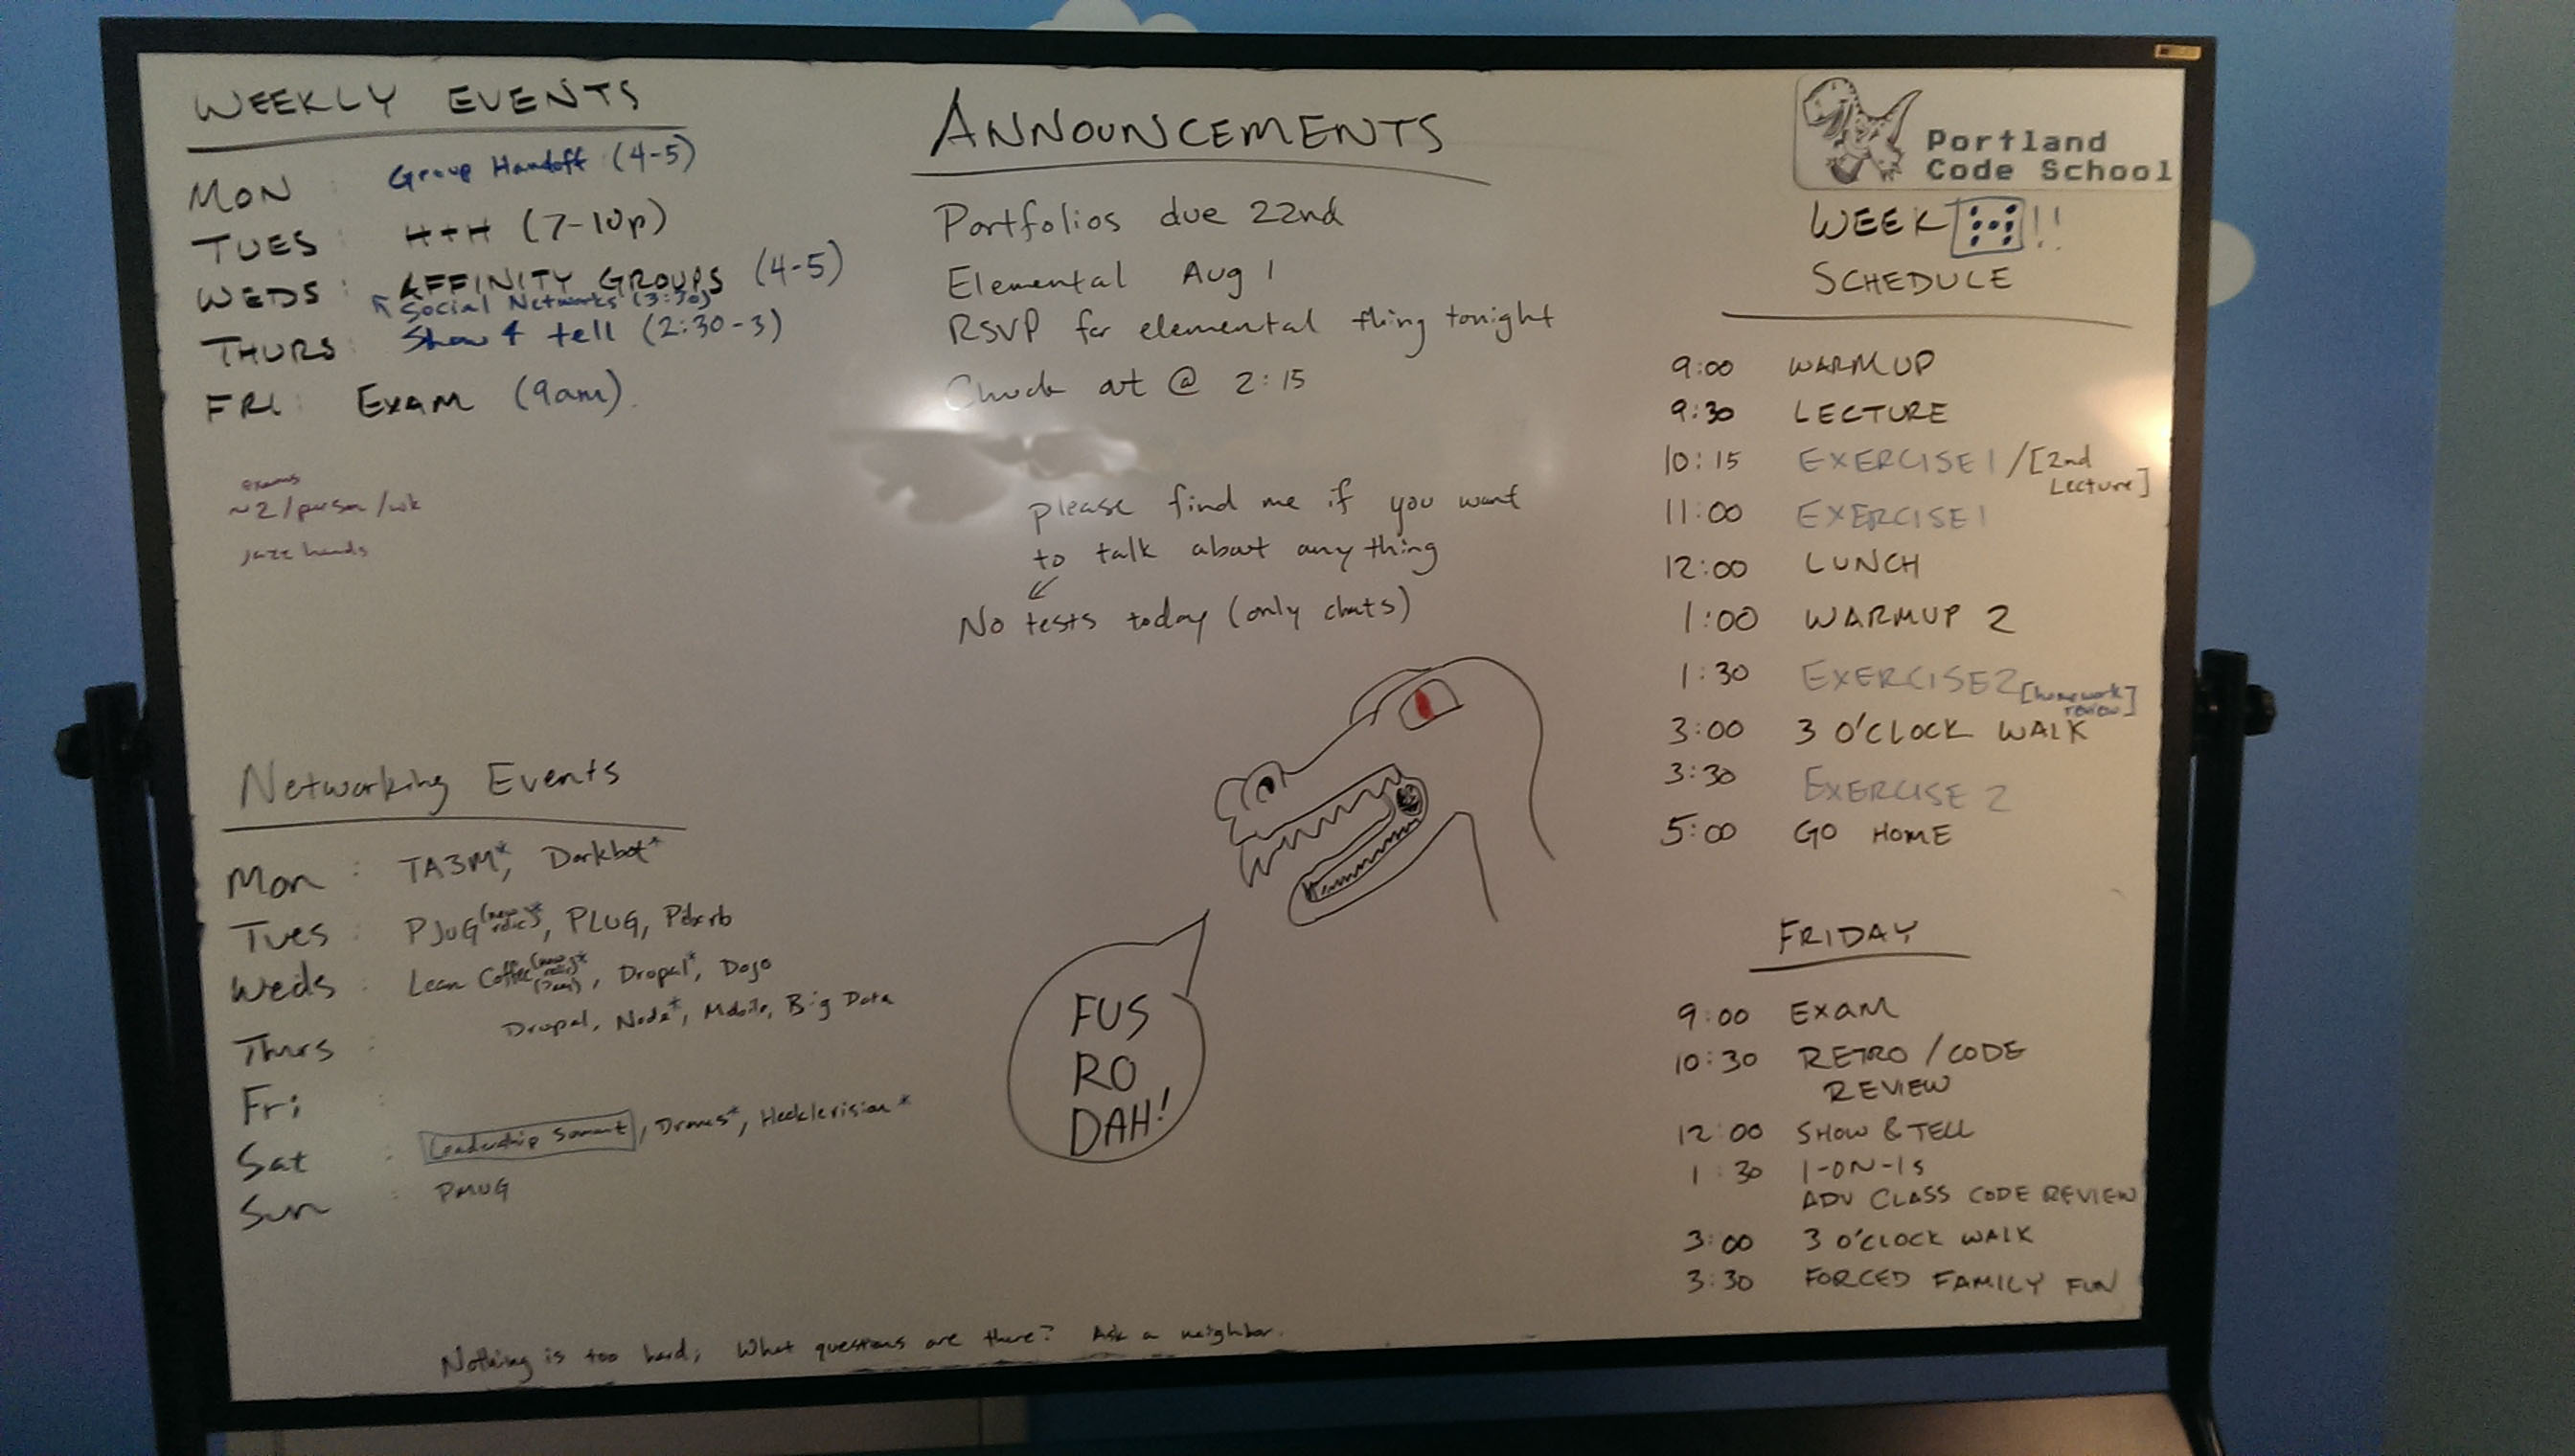 WEEKLY EVENTS
MON : Group Handoff (4-5)
TUES : H+H (7-10p)
WEDS : AFFINITY GROUPS (4-5)
Social Networks (3:30)
THURS Show & tell (2:30-3)
FRI: EXAM (9am).
exams
~2/person/wk
jazz hands
Networking Events
Mon : TA3M*, Dorkbot*
Tues : PJUG (new relic)*, PLUG, Pdxrb
Weds : Lean Coffee (new relic)*, Drupal*, Dojo
Thurs : Drupal, Node*, Mobile, Big Data
Fri :
Sat : Leadership Summit, Drones*, Hecklevision*
Sun : PMUG
ANNOUNCEMENTS
Portfolios due 22nd
Elemental Aug 1
RSVP for elemental thing tonight
Chuck at @ 2:15
please find me if you want
to talk about anything
No tests today (only chats)
FUS
RO
DAH!
Nothing is too hard; What questions are there? Ask a neighbor.
Portland
Code School
WEEK !!
SCHEDULE
9:00 WARMUP
9:30 LECTURE
10:15 EXERCISE 1 / [2nd
Lecture]
11:00 EXERCISE 1
12:00 LUNCH
1:00 WARMUP 2
1:30 EXERCISE 2 [homework
review]
3:00 3 O'CLOCK WALK
3:30 EXERCISE 2
5:00 GO HOME
FRIDAY
9:00 EXAM
10:30 RETRO / CODE
REVIEW
12:00 SHOW & TELL
1:30 1-ON-1s
ADV CLASS CODE REVIEW
3:00 3 O'CLOCK WALK
3:30 FORCED FAMILY FUN